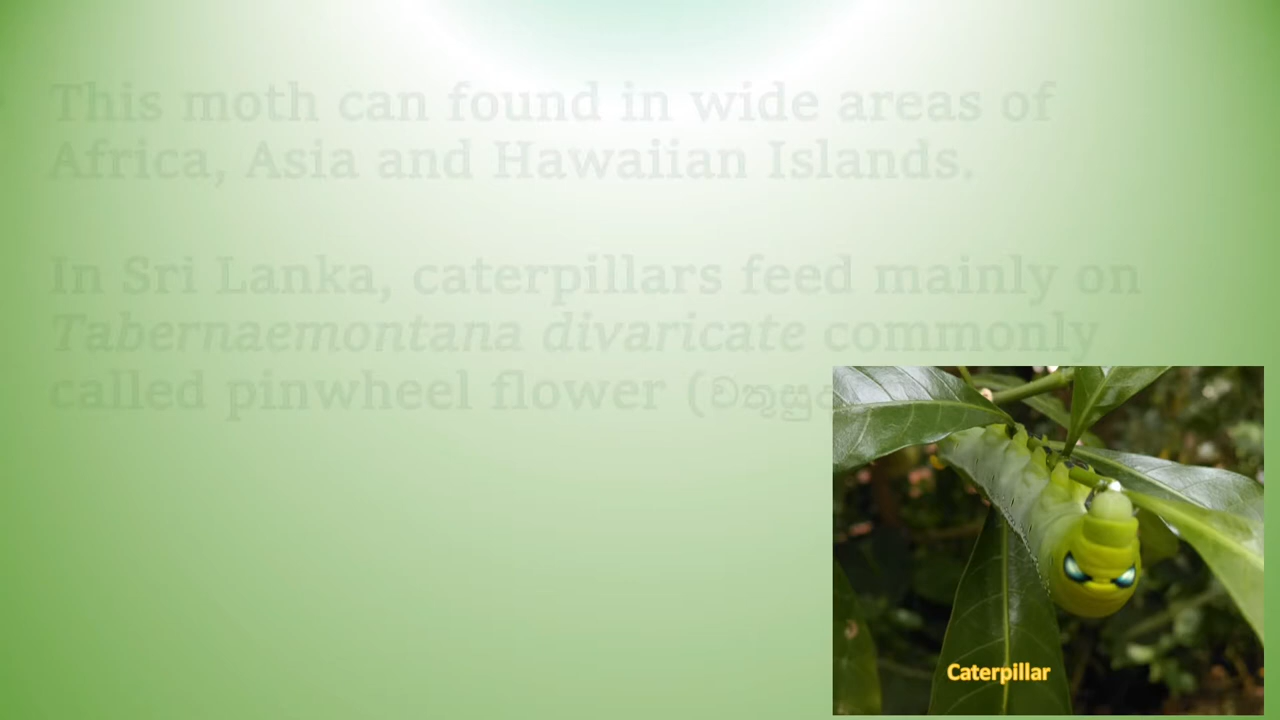 This moth can found in wide areas of
Africa, Asia and Hawaiian Islands.
In Sri Lanka, caterpillars feed mainly on
Tabernaemontana divaricate commonly
called pinwheel flower (
Caterpillar